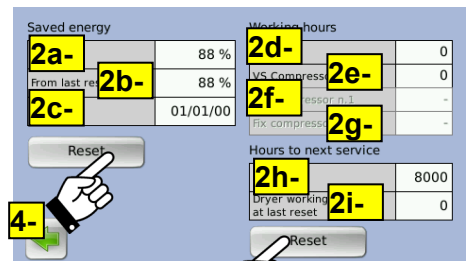 Saved energy
2a- 88 %
From last res 2b- 88 %
2c- 01/01/00
Reset
4-
Working hours
2d- 0
VS Compresso 2e- 0
2f- essor n.1 -
Fix compresso 2g- -
Hours to next service
2h- 8000
Dryer working 2i- 0
at last reset
Reset